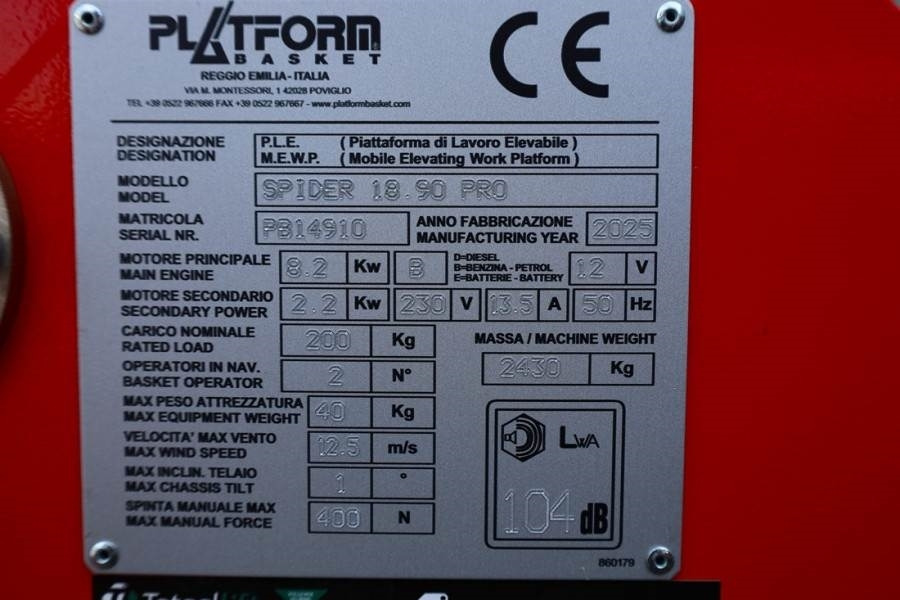 PLATFORM
BASKET
REGGIO EMILIA - ITALIA
VIA M. MONTESSORI, 1 42028 POVIGLIO
TEL +39 0522 967666 FAX +39 0522 967667 - www.platformbasket.com
CE
DESIGNAZIONE P.L.E. ( Piattaforma di Lavoro Elevabile )
DESIGNATION M.E.W.P. ( Mobile Elevating Work Platform )
MODELLO
MODEL
SPIDER 18.90 PRO
MATRICOLA
SERIAL NR.
PB14910
ANNO FABBRICAZIONE
MANUFACTURING YEAR
2025
MOTORE PRINCIPALE
MAIN ENGINE
8.2 Kw B
D=DIESEL
B=BENZINA - PETROL
E=BATTERIE - BATTERY
12 V
MOTORE SECONDARIO
SECONDARY POWER
2.2 Kw 230 V 13.5 A 50 Hz
CARICO NOMINALE
RATED LOAD
200 Kg
MASSA / MACHINE WEIGHT
2430 Kg
OPERATORI IN NAV.
BASKET OPERATOR
2 N°
MAX PESO ATTREZZATURA
MAX EQUIPMENT WEIGHT
40 Kg
VELOCITA' MAX VENTO
MAX WIND SPEED
12.5 m/s
MAX INCLIN. TELAIO
MAX CHASSIS TILT
1 °
SPINTA MANUALE MAX
MAX MANUAL FORCE
400 N
LWA
104 dB
860179